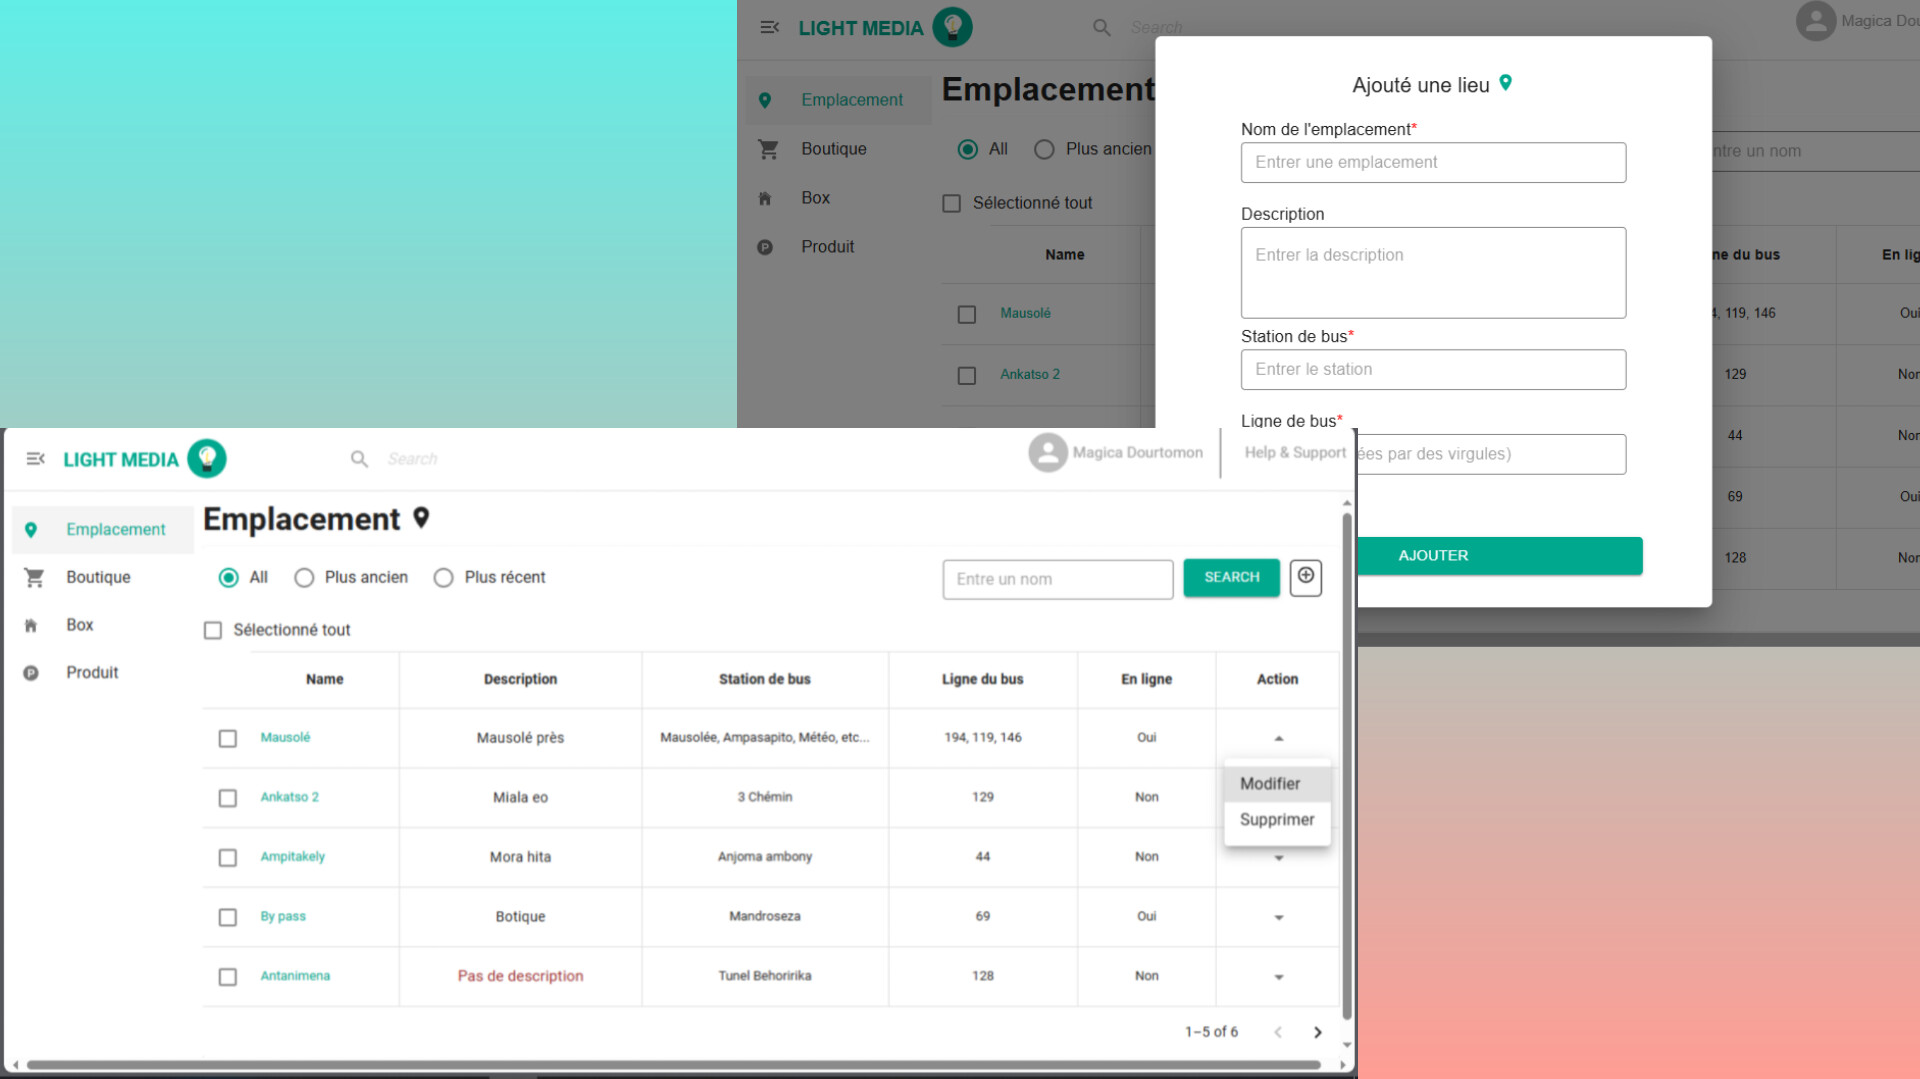 LIGHT MEDIA
Search
Magica Dou
Emplacement
Boutique
Box
Produit
Emplacement
All
Plus ancien
ntre un nom
Sélectionné tout
Name
ne du bus
En lig
Mausolé
4, 119, 146
Oui
Ankatso 2
129
Nor
44
Nor
69
Oui
128
Nor
Ajouté une lieu
Nom de l'emplacement*
Entrer une emplacement
Description
Entrer la description
Station de bus*
Entrer le station
Ligne de bus*
ées par des virgules)
AJOUTER
LIGHT MEDIA
Search
Magica Dourtomon
Help & Support
Emplacement
Boutique
Box
Produit
Emplacement
All
Plus ancien
Plus récent
Entre un nom
SEARCH
Sélectionné tout
Name Description Station de bus Ligne du bus En ligne Action
Mausolé Mausolé près Mausolée, Ampasapito, Météo, etc... 194, 119, 146 Oui
Modifier
Supprimer
Ankatso 2 Miala eo 3 Chémin 129 Non
Ampitakely Mora hita Anjoma ambony 44 Non
By pass Botique Mandroseza 69 Oui
Antanimena Pas de description Tunel Behoririka 128 Non
1–5 of 6